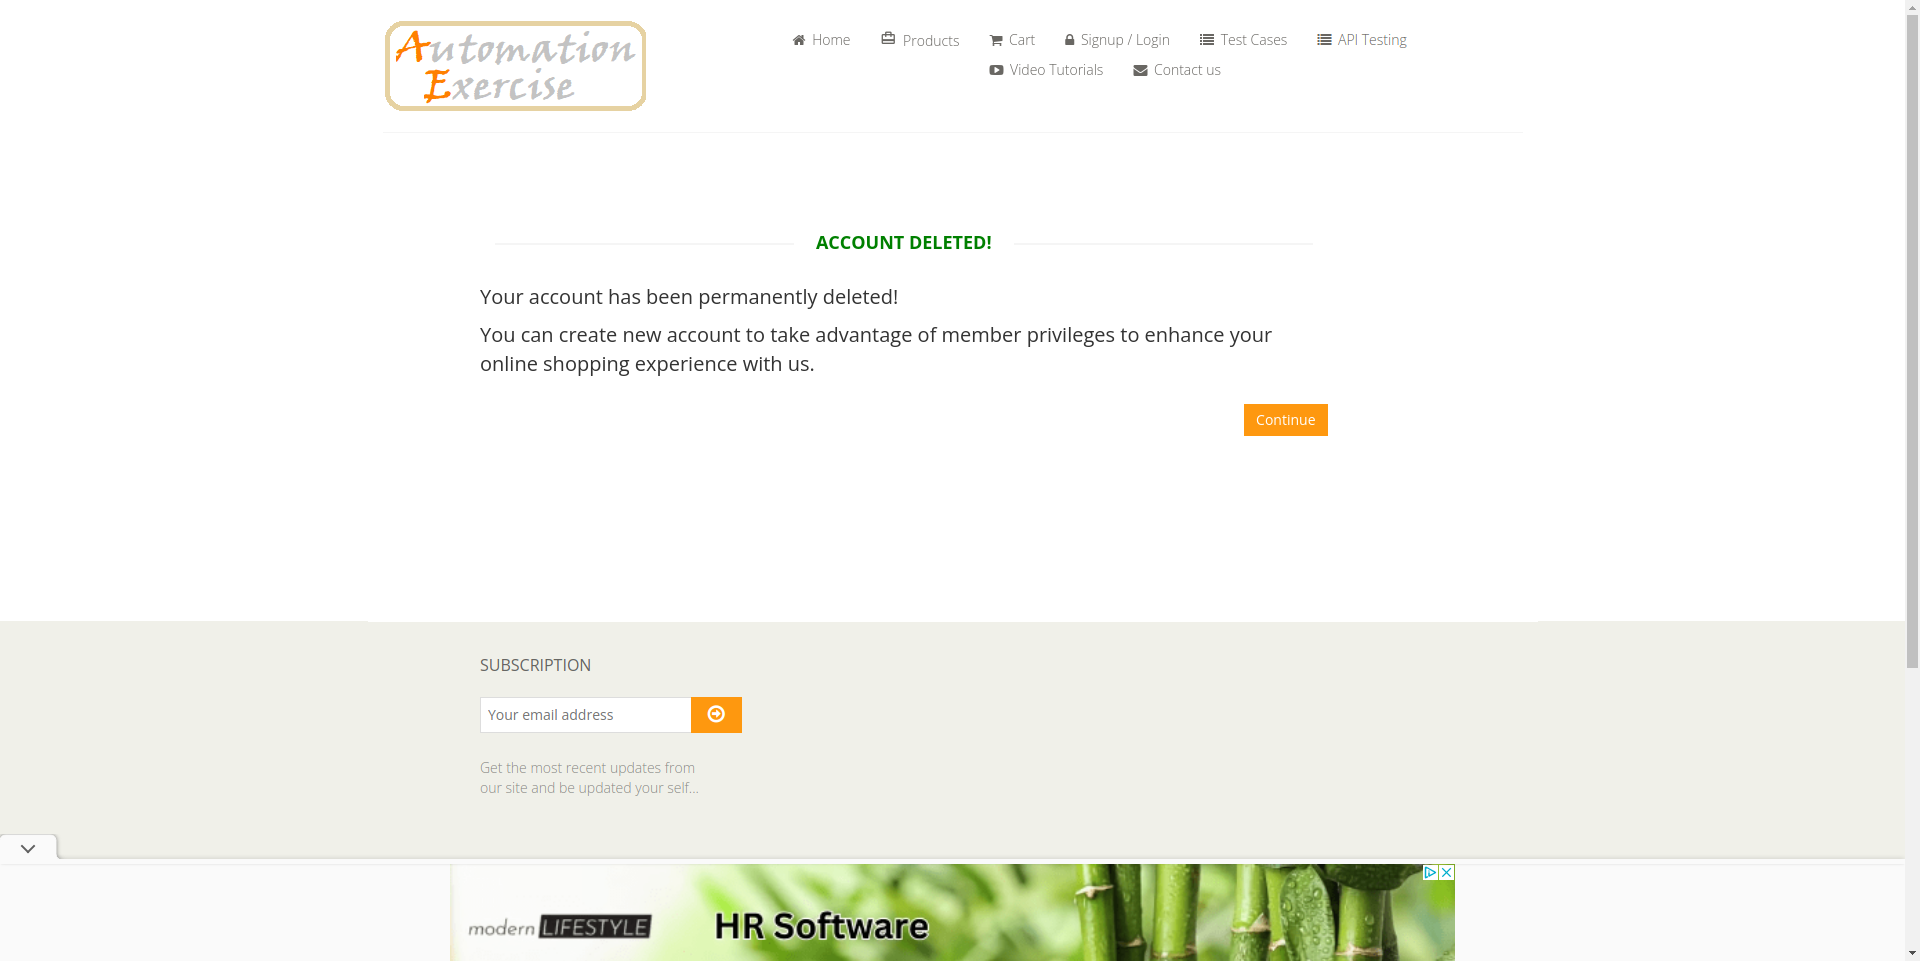 Automation
Exercise
Home
Products
Cart
Signup / Login
Test Cases
API Testing
Video Tutorials
Contact us
ACCOUNT DELETED!
Your account has been permanently deleted!
You can create new account to take advantage of member privileges to enhance your
online shopping experience with us.
Continue
SUBSCRIPTION
Your email address
Get the most recent updates from
our site and be updated your self...
modern LIFESTYLE
HR Software